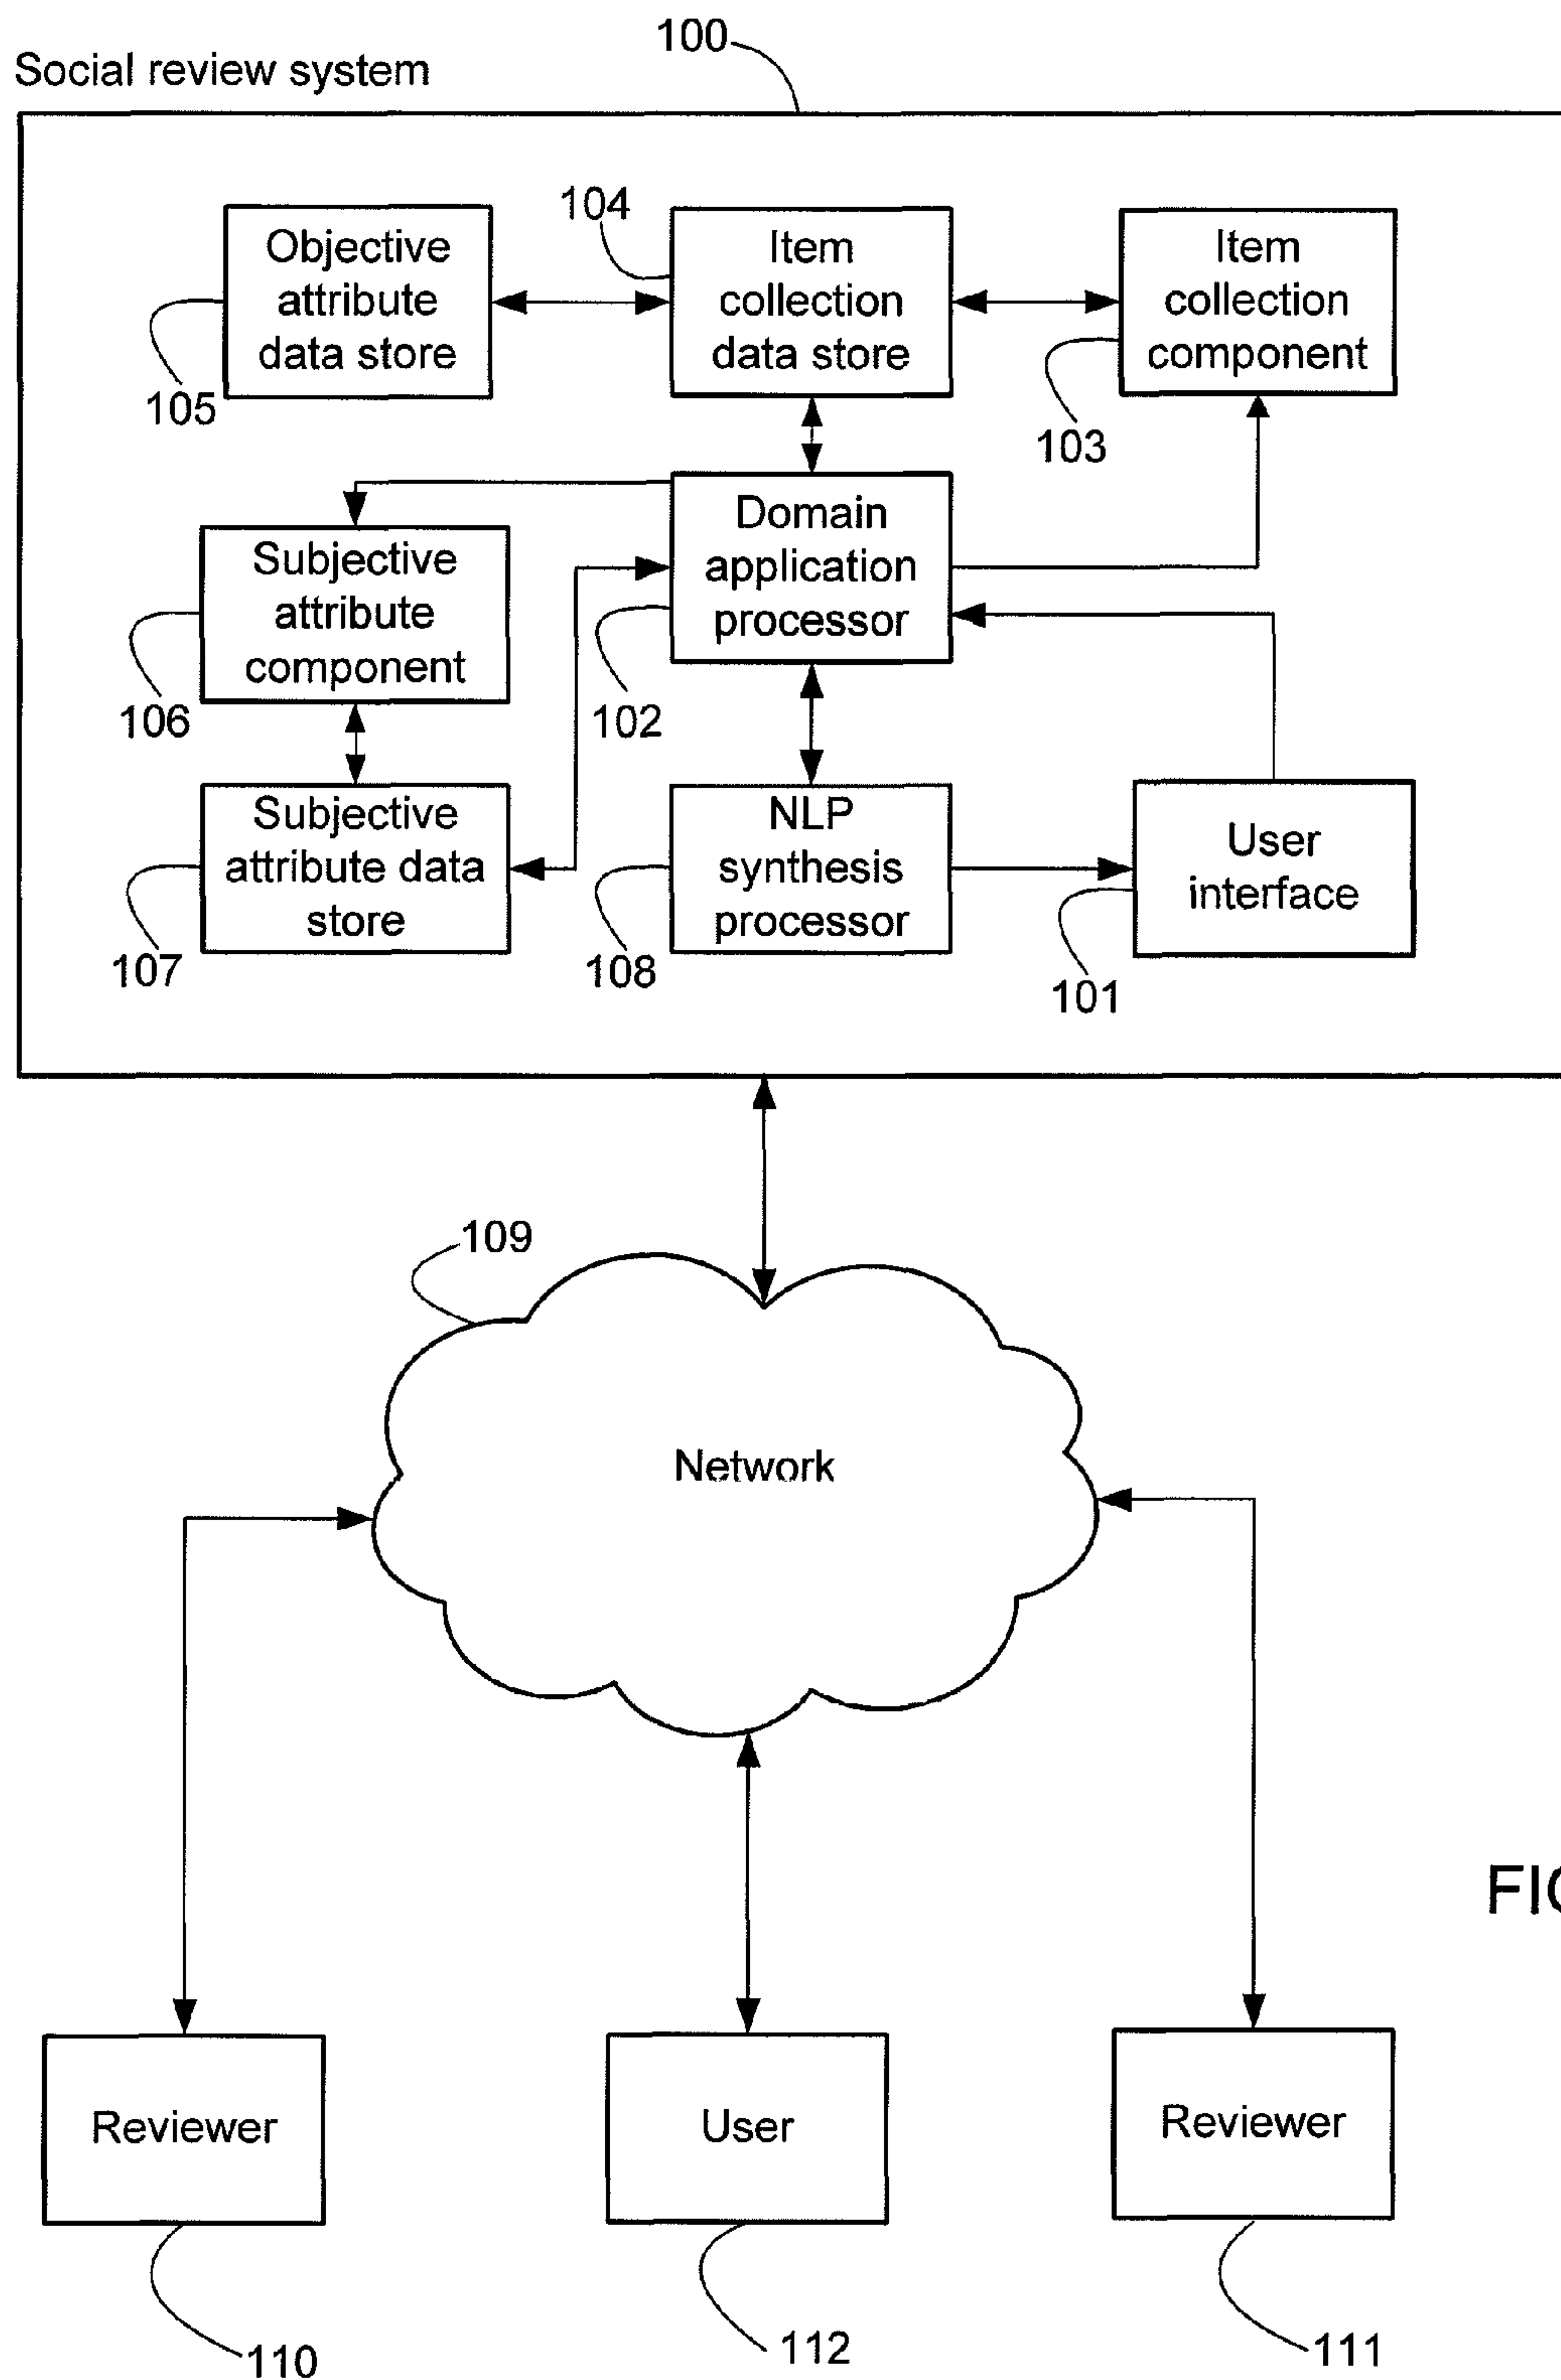 100
Social review system
Objective
attribute
data store
105
104
Item
collection
data store
Item
collection
component
103
Subjective
attribute
component
106
Domain
application
processor
102
Subjective
attribute data
store
107
NLP
synthesis
processor
108
User
interface
101
109
Network
Reviewer
110
User
112
Reviewer
111